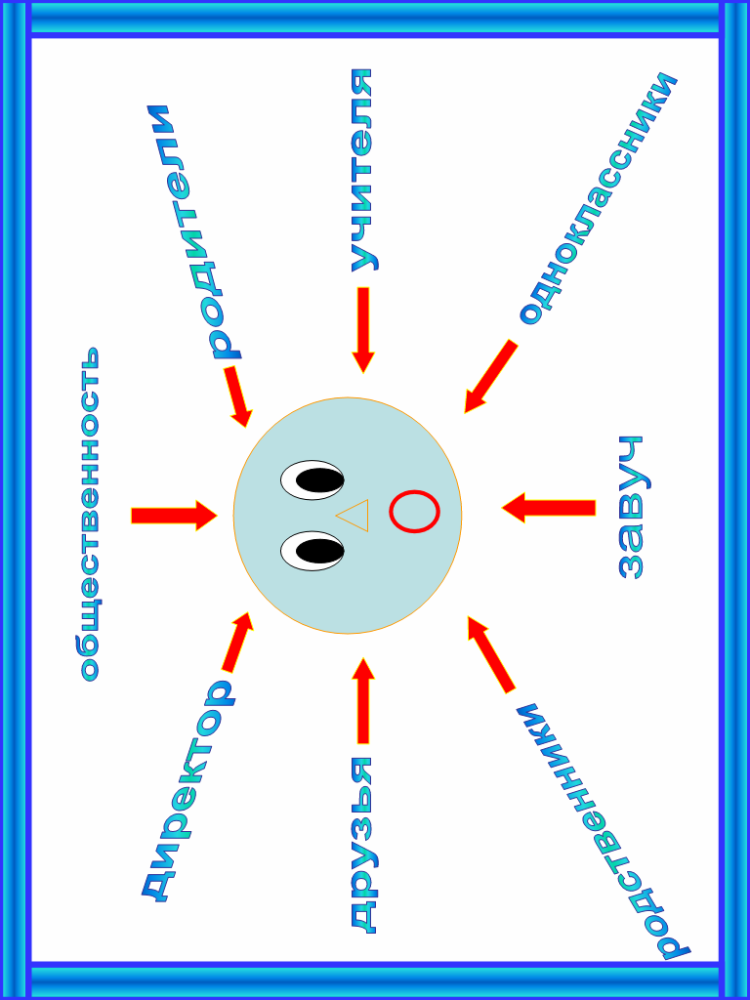 общественность
директор
родители
друзья
учителя
родственники
завуч
одноклассники